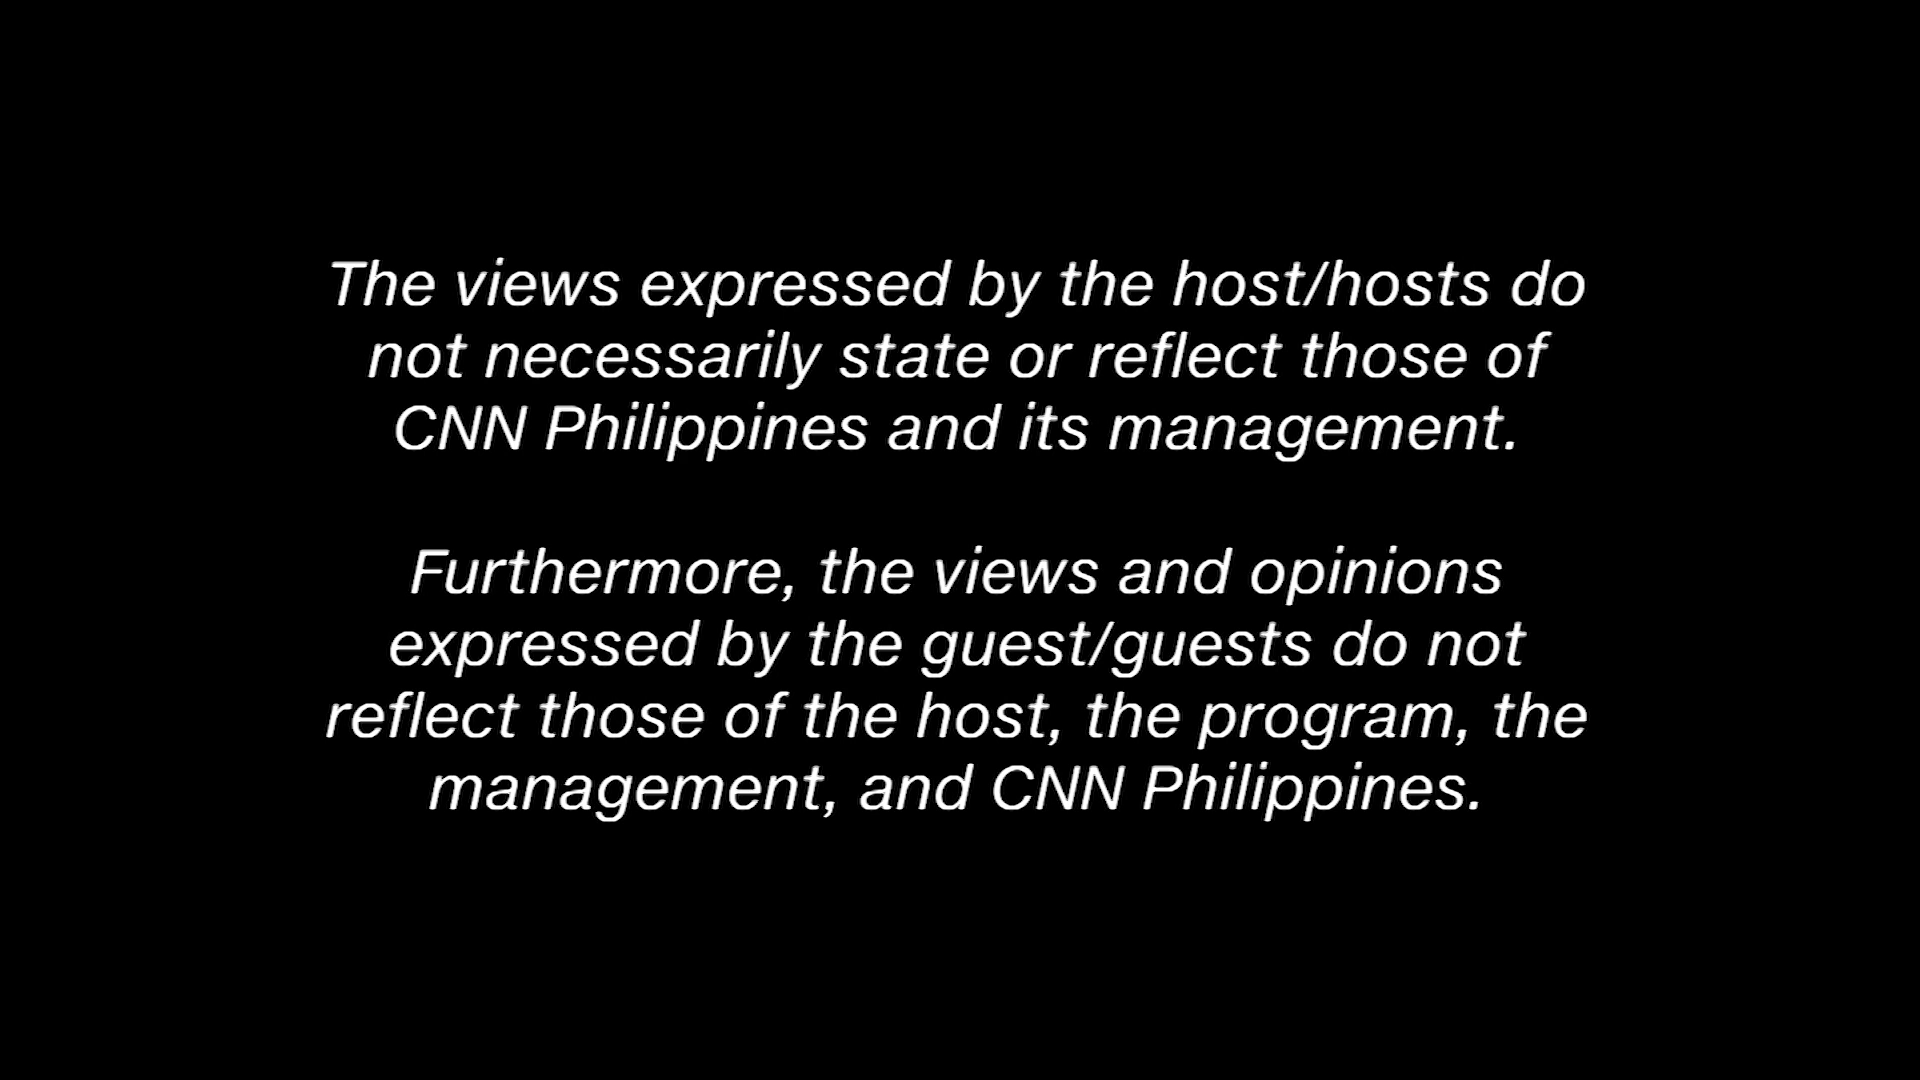 The views expressed by the host/hosts do
not necessarily state or reflect those of
CNN Philippines and its management.
Furthermore, the views and opinions
expressed by the guest/guests do not
reflect those of the host, the program, the
management, and CNN Philippines.